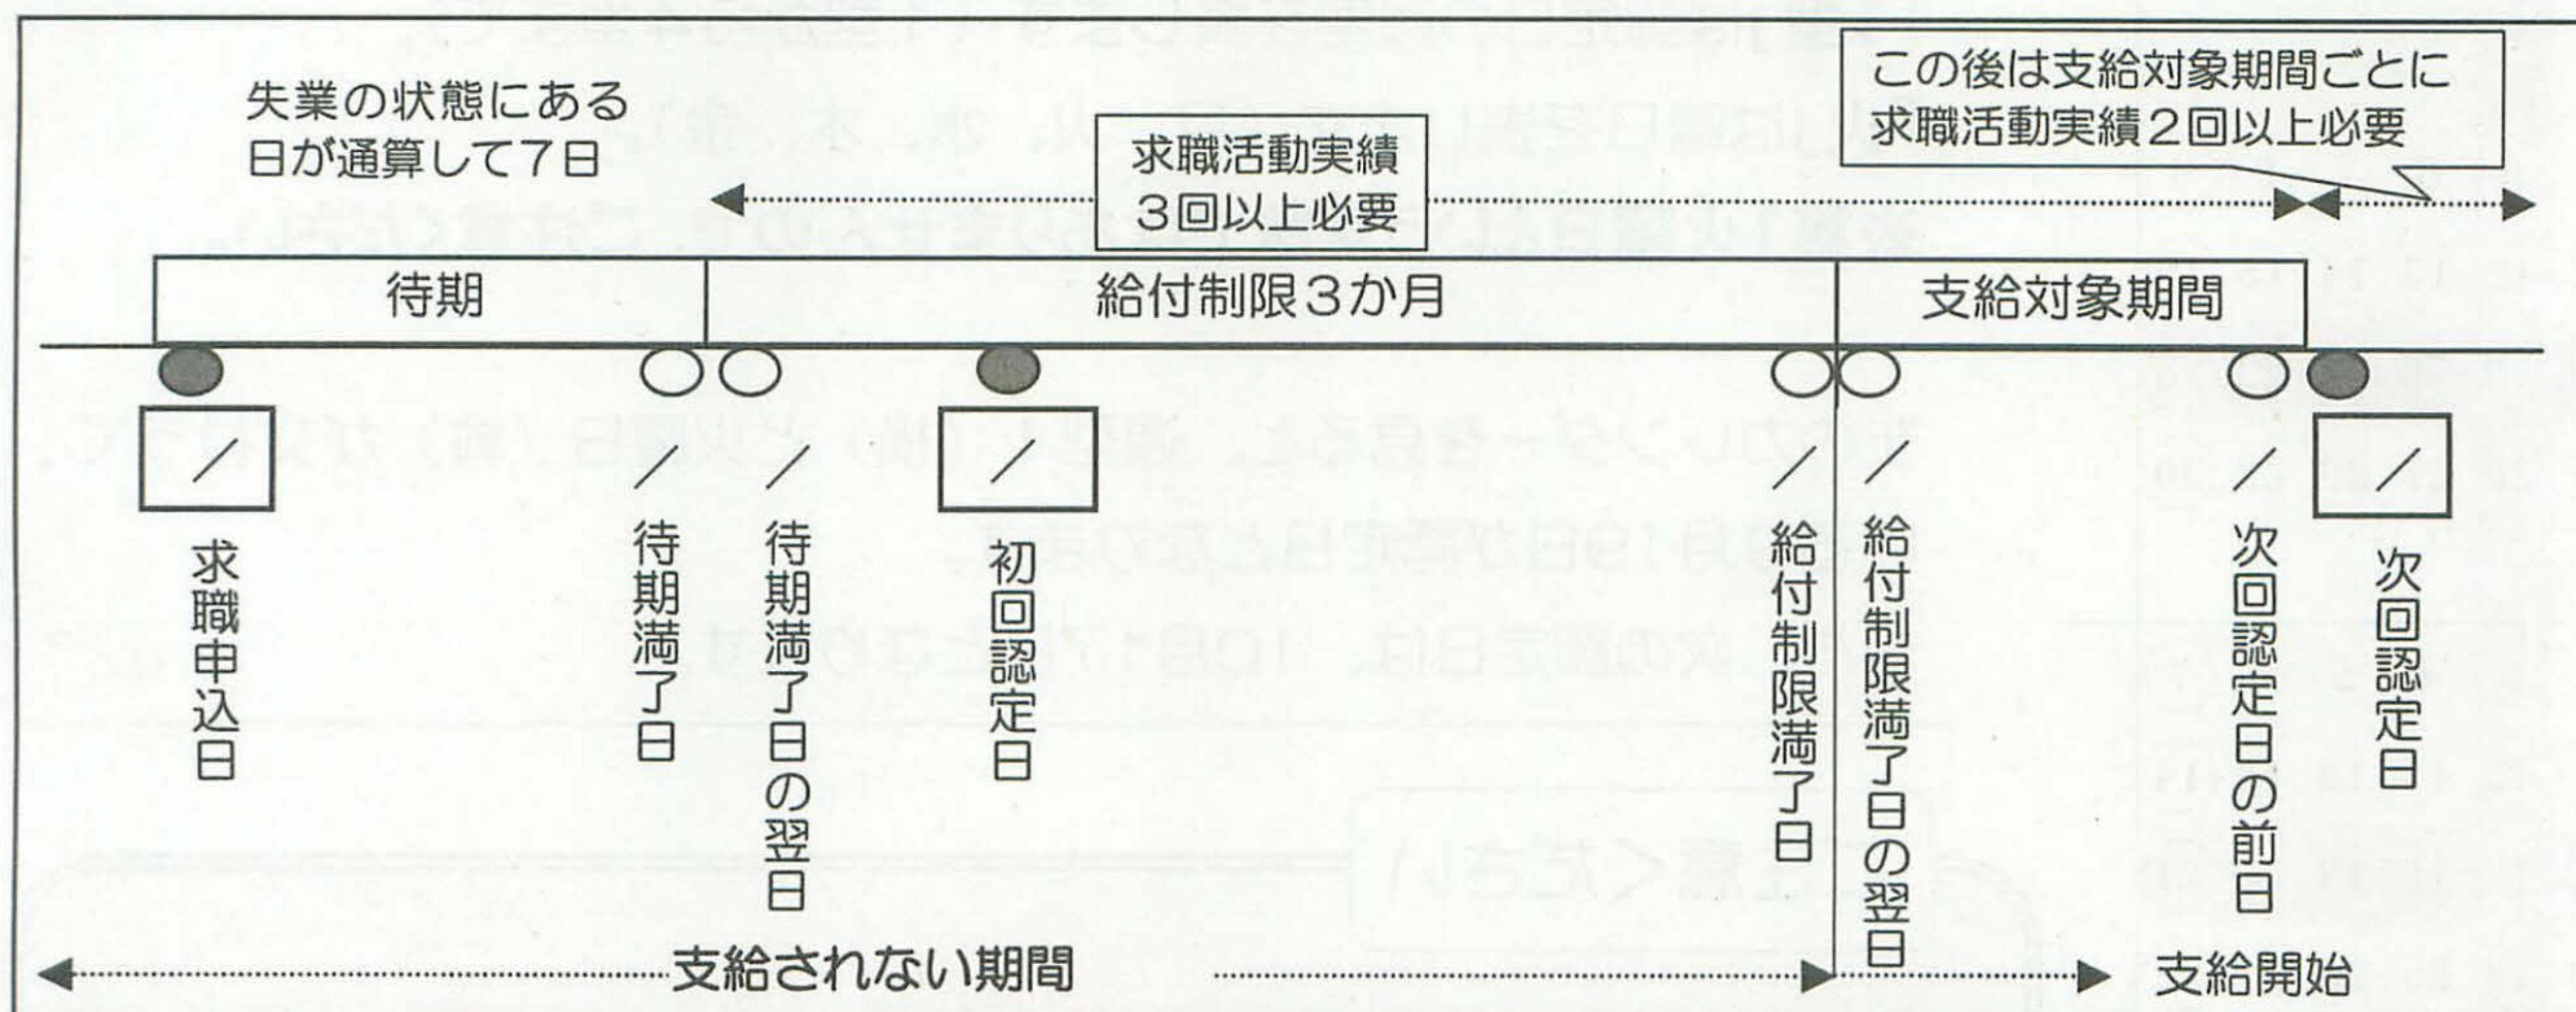 失業の状態にある
日が通算して７日
求職活動実績
３回以上必要
この後は支給対象期間ごとに
求職活動実績２回以上必要
待期
給付制限３か月
支給対象期間
／
求職申込日
／
待期満了日
／
待期満了日の翌日
／
初回認定日
／
給付制限満了日
／
給付制限満了日の翌日
／
次回認定日の前日
／
次回認定日
支給されない期間
支給開始